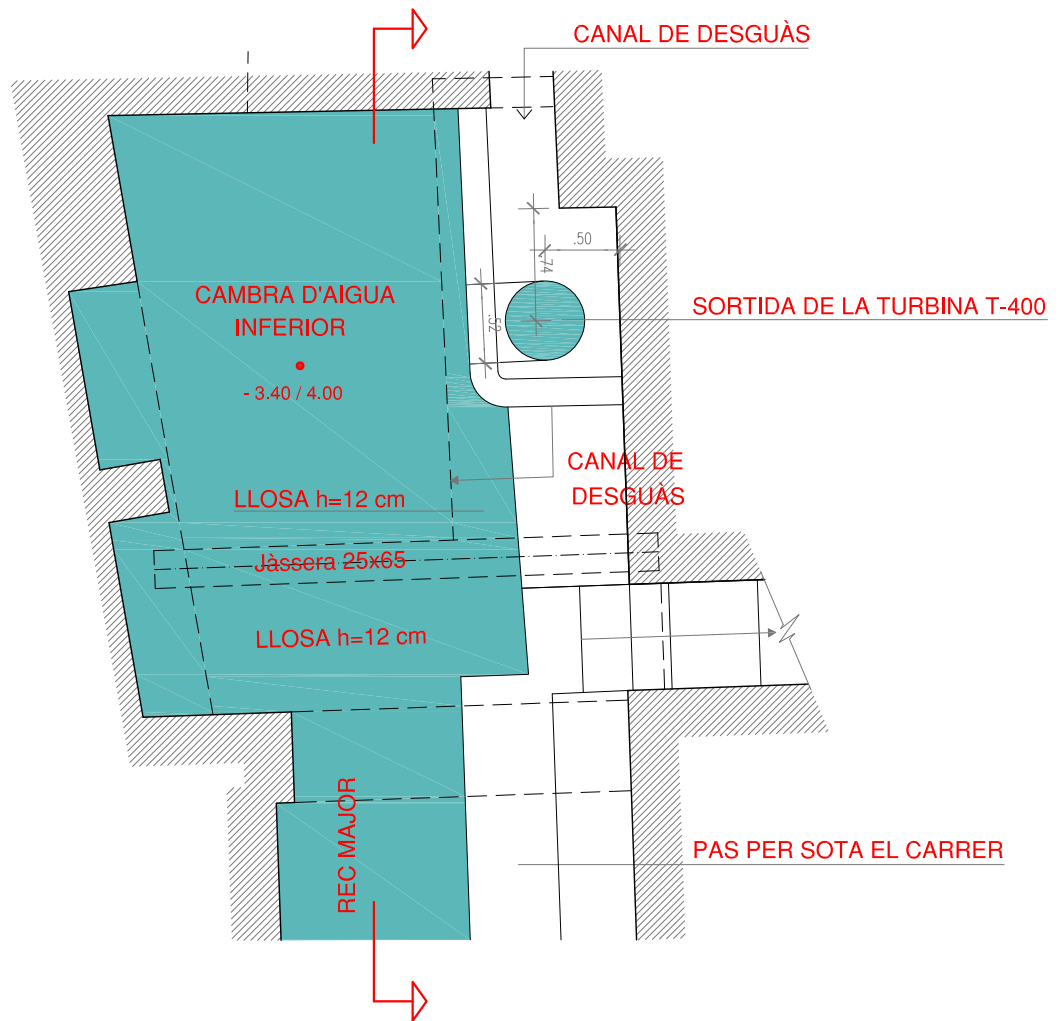 CANAL DE DESGUÀS
.50
.74
CAMBRA D'AÍGUA
INFERIOR
.52
SORTIDA DE LA TURBINA T-400
- 3.40 / 4.00
CANAL DE
DESGUÀS
LLOSA h=12 cm
Jàssera 25x65
LLOSA h=12 cm
REC MAJOR
PAS PER SOTA EL CARRER